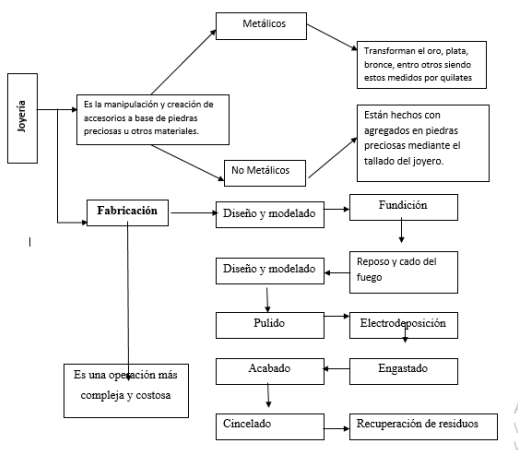 Joyería
Es la manipulación y creación de
accesorios a base de piedras
preciosas u otros materiales.
Metálicos
Transforman el oro, plata,
bronce, entro otros siendo
estos medidos por quilates
No Metálicos
Están hechos con
agregados en piedras
preciosas mediante el
tallado del joyero.
Fabricación
Diseño y modelado
Fundición
Reposo y cado del
fuego
Diseño y modelado
Pulido
Electrodeposición
Engastado
Acabado
Cincelado
Recuperación de residuos
Es una operación más
compleja y costosa